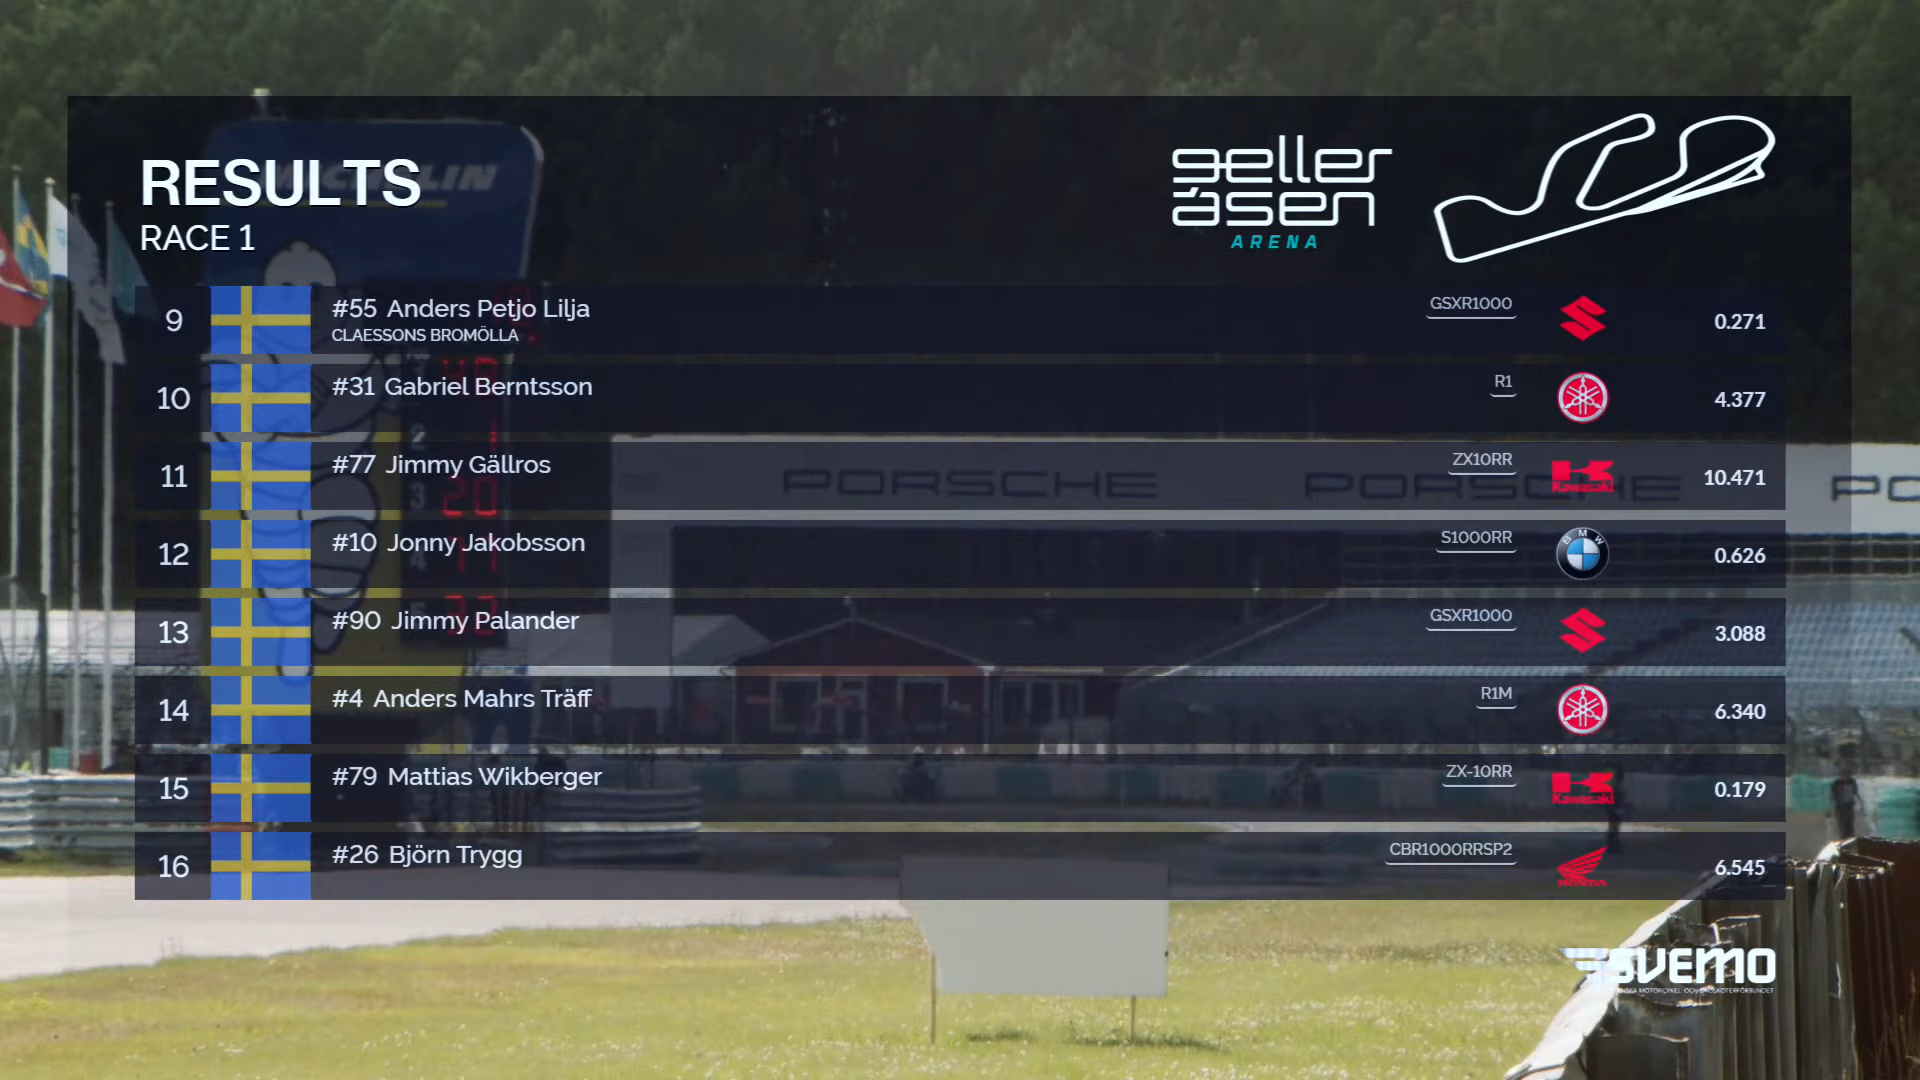 RESULTS
RACE 1
geller
åsen
ARENA
9 #55 Anders Petjo Lilja GSXR1000 0.271
CLAESSONS BROMÖLLA
10 #31 Gabriel Berntsson R1 4.377
11 #77 Jimmy Gällros ZX10RR Kawasaki 10.471
12 #10 Jonny Jakobsson S1000RR BMW 0.626
13 #90 Jimmy Palander GSXR1000 3.088
14 #4 Anders Mahrs Träff R1M 6.340
15 #79 Mattias Wikberger ZX-10RR Kawasaki 0.179
16 #26 Björn Trygg CBR1000RRSP2 HONDA 6.545
PORSCHE PORSCHE
SVEMO